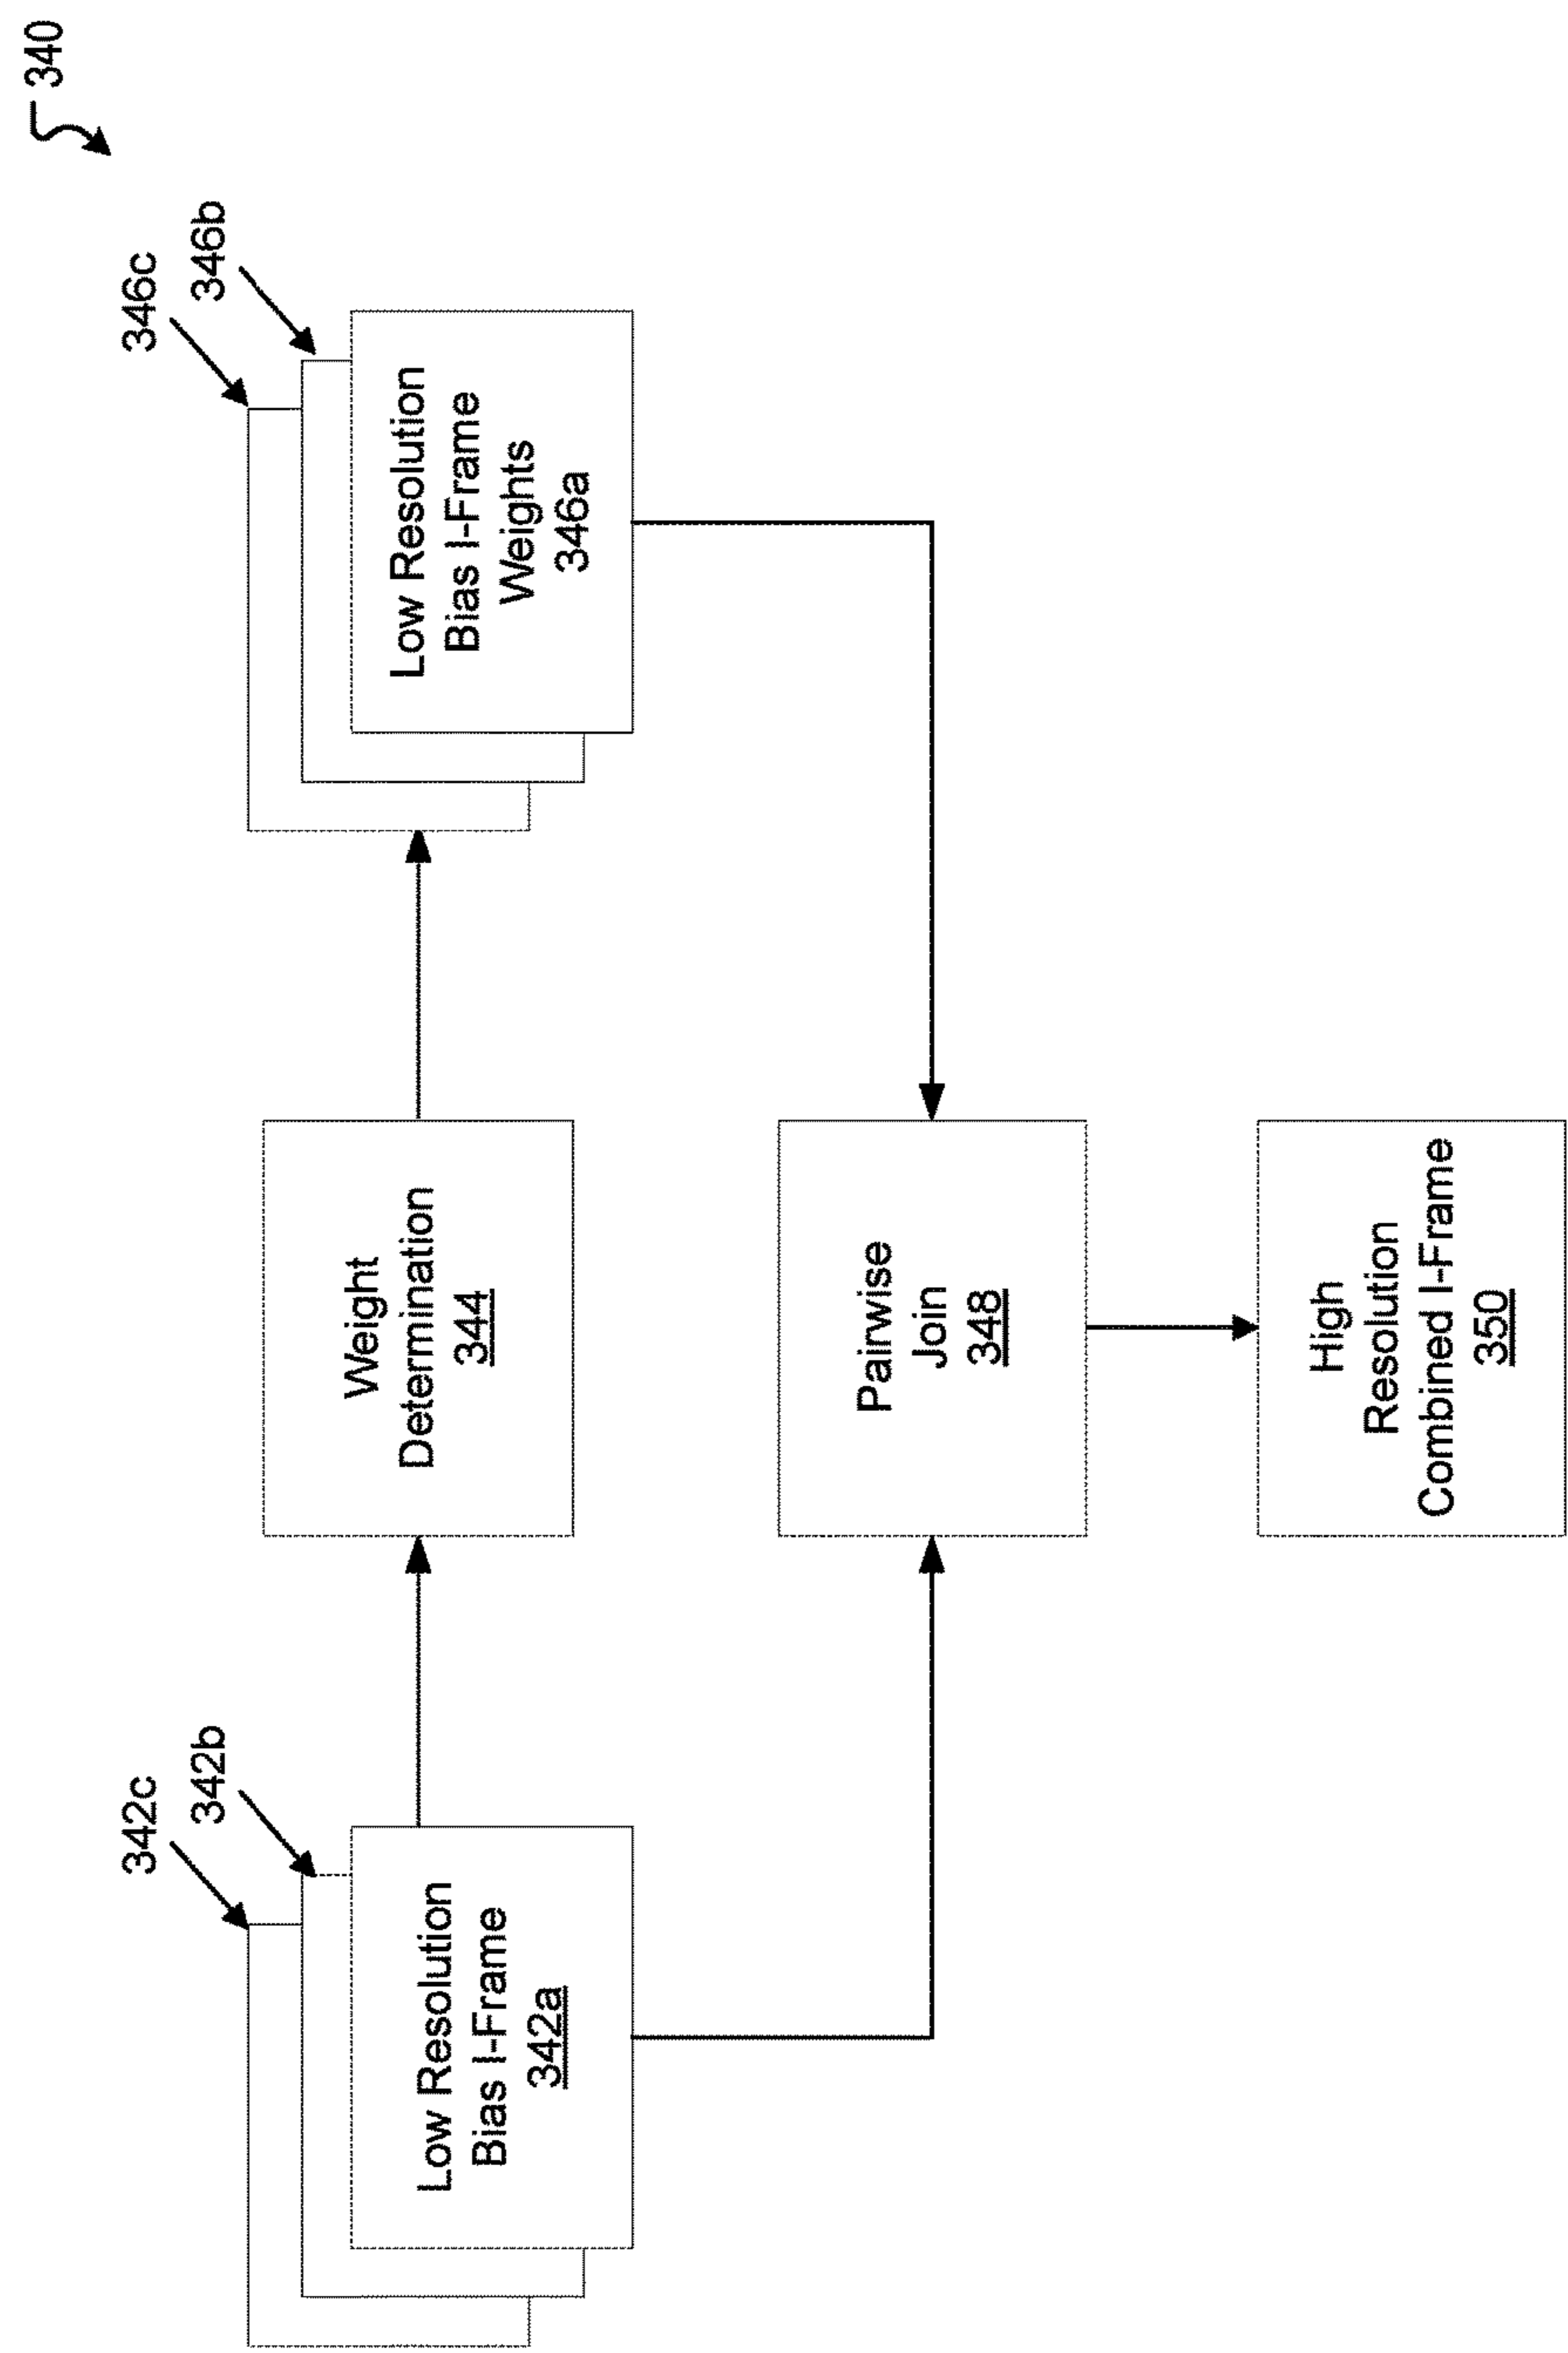 340
342c
342b
Low Resolution
Bias I-Frame
342a
Weight
Determination
344
346c
346b
Low Resolution
Bias I-Frame
Weights
346a
Pairwise
Join
348
High
Resolution
Combined I-Frame
350